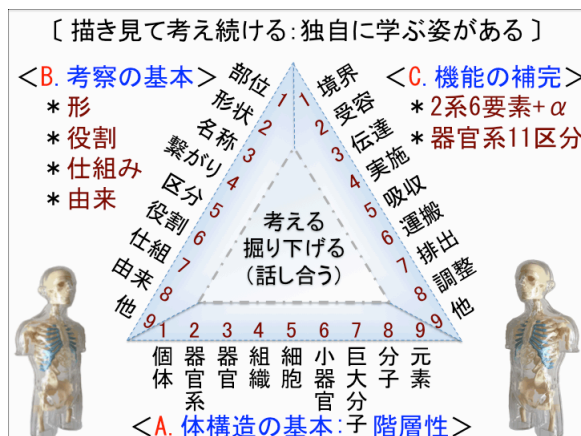 〔 描き見て考え続ける:独自に学ぶ姿がある 〕
<B. 考察の基本>
* 形
* 役割
* 仕組み
* 由来
<C. 機能の補完>
* 2系6要素+α
* 器官系11区分
部位 1
形状 2
名称 3
繋がり 4
区分 5
役割 6
仕組 7
由来 8
他 9
1 境界
2 受容
3 伝達
4 実施
5 吸収
6 運搬
7 排出
8 調整
9 他
考える
掘り下げる
(話し合う)
1 2 3 4 5 6 7 8 9
個体
器官系
器官
組織
細胞
小器官
巨大分子
分子
元素
<A. 体構造の基本: 階層性>